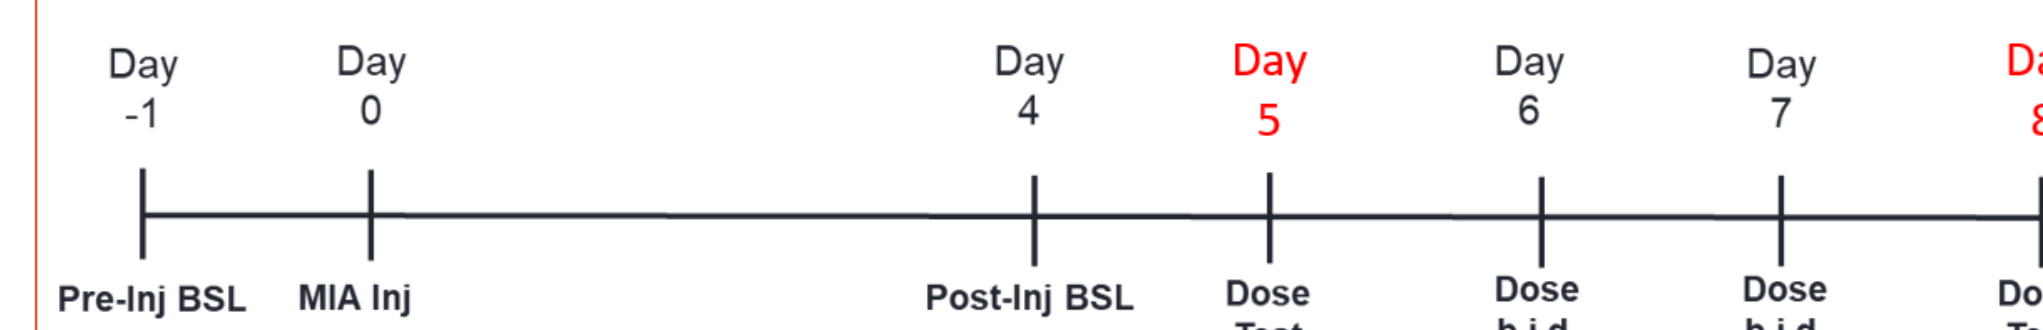 Day
-1
Day
0
Day
4
Day
5
Day
6
Day
7
Pre-Inj BSL
MIA Inj
Post-Inj BSL
Dose
Test
Dose
b.i.d
Dose
b.i.d